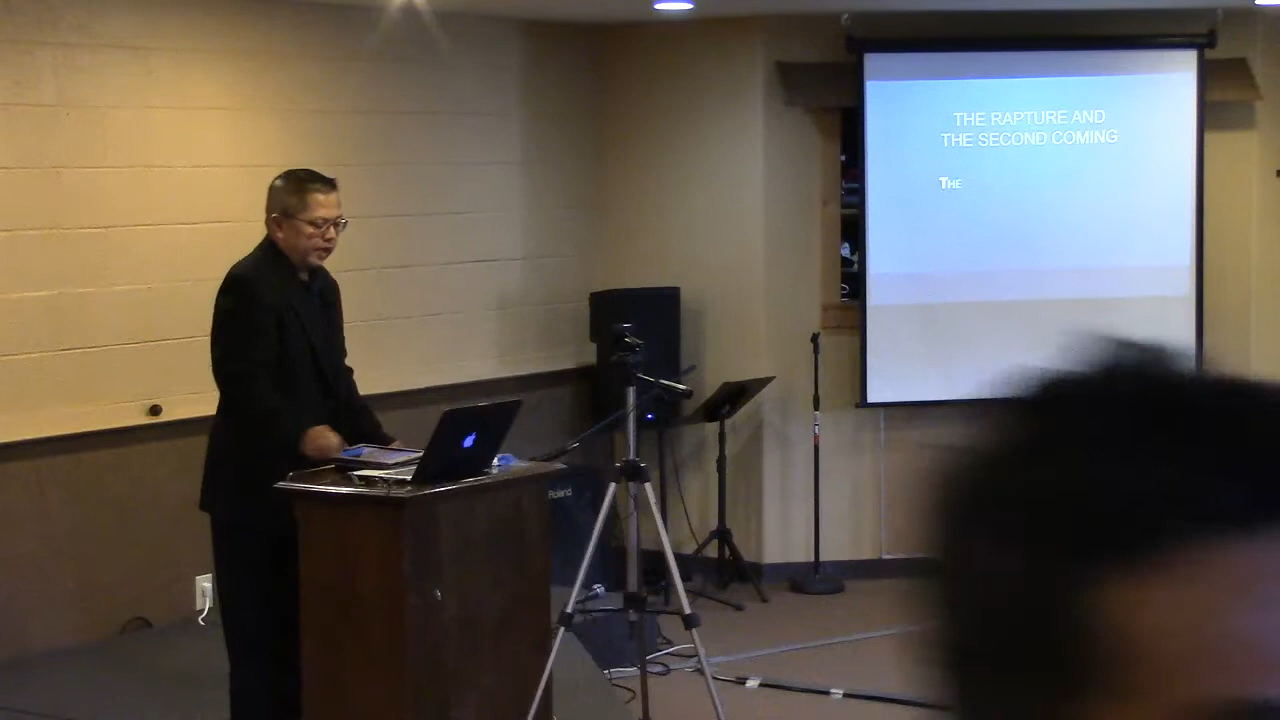 THE RAPTURE AND
THE SECOND COMING
THE
Roland